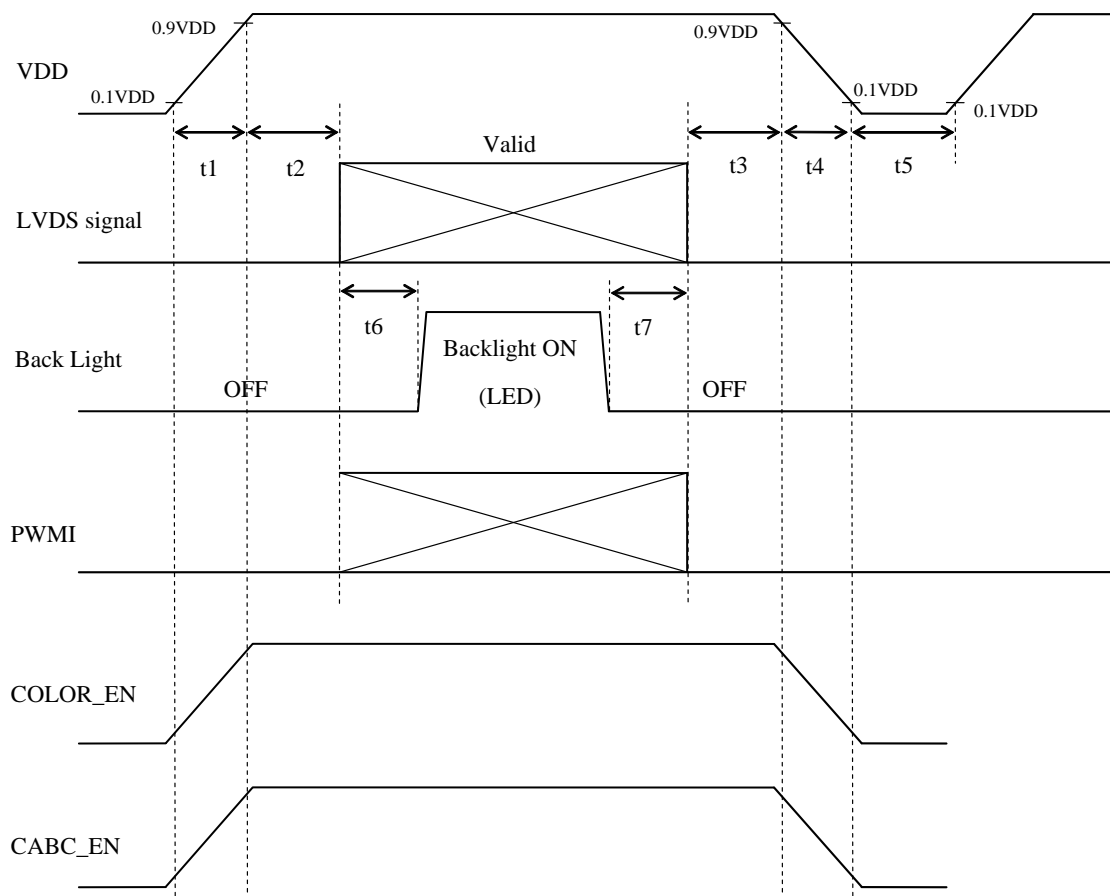 0.9VDD
0.9VDD
VDD
0.1VDD
0.1VDD
0.1VDD
Valid
t1
t2
t3
t4
t5
LVDS signal
t6
t7
Back Light
Backlight ON
OFF
(LED)
OFF
PWMI
COLOR_EN
CABC_EN